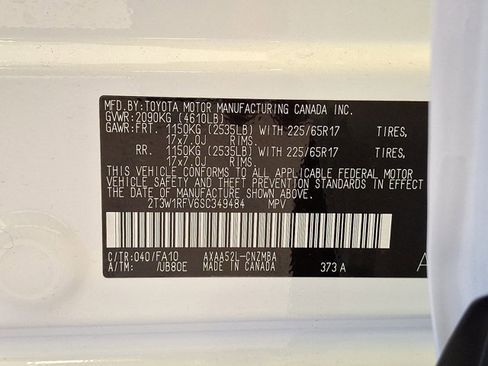 MFD.BY:TOYOTA MOTOR MANUFACTURING CANADA INC.
GVWR:2090KG (4610LB)
GAWR:FRT. 1150KG (2535LB) WITH 225/65R17 TIRES,
17x7.0J RIMS.
RR. 1150KG (2535LB) WITH 225/65R17 TIRES,
17x7.0J RIMS.
THIS VEHICLE CONFORMS TO ALL APPLICABLE FEDERAL MOTOR
VEHICLE SAFETY AND THEFT PREVENTION STANDARDS IN EFFECT
ON THE DATE OF MANUFACTURE SHOWN ABOVE.
2T3W1RFV6SC349484 MPV
C/TR:040/FA10 AXAA52L-CNZMBA
A/TM: /UB80E MADE IN CANADA 373 A